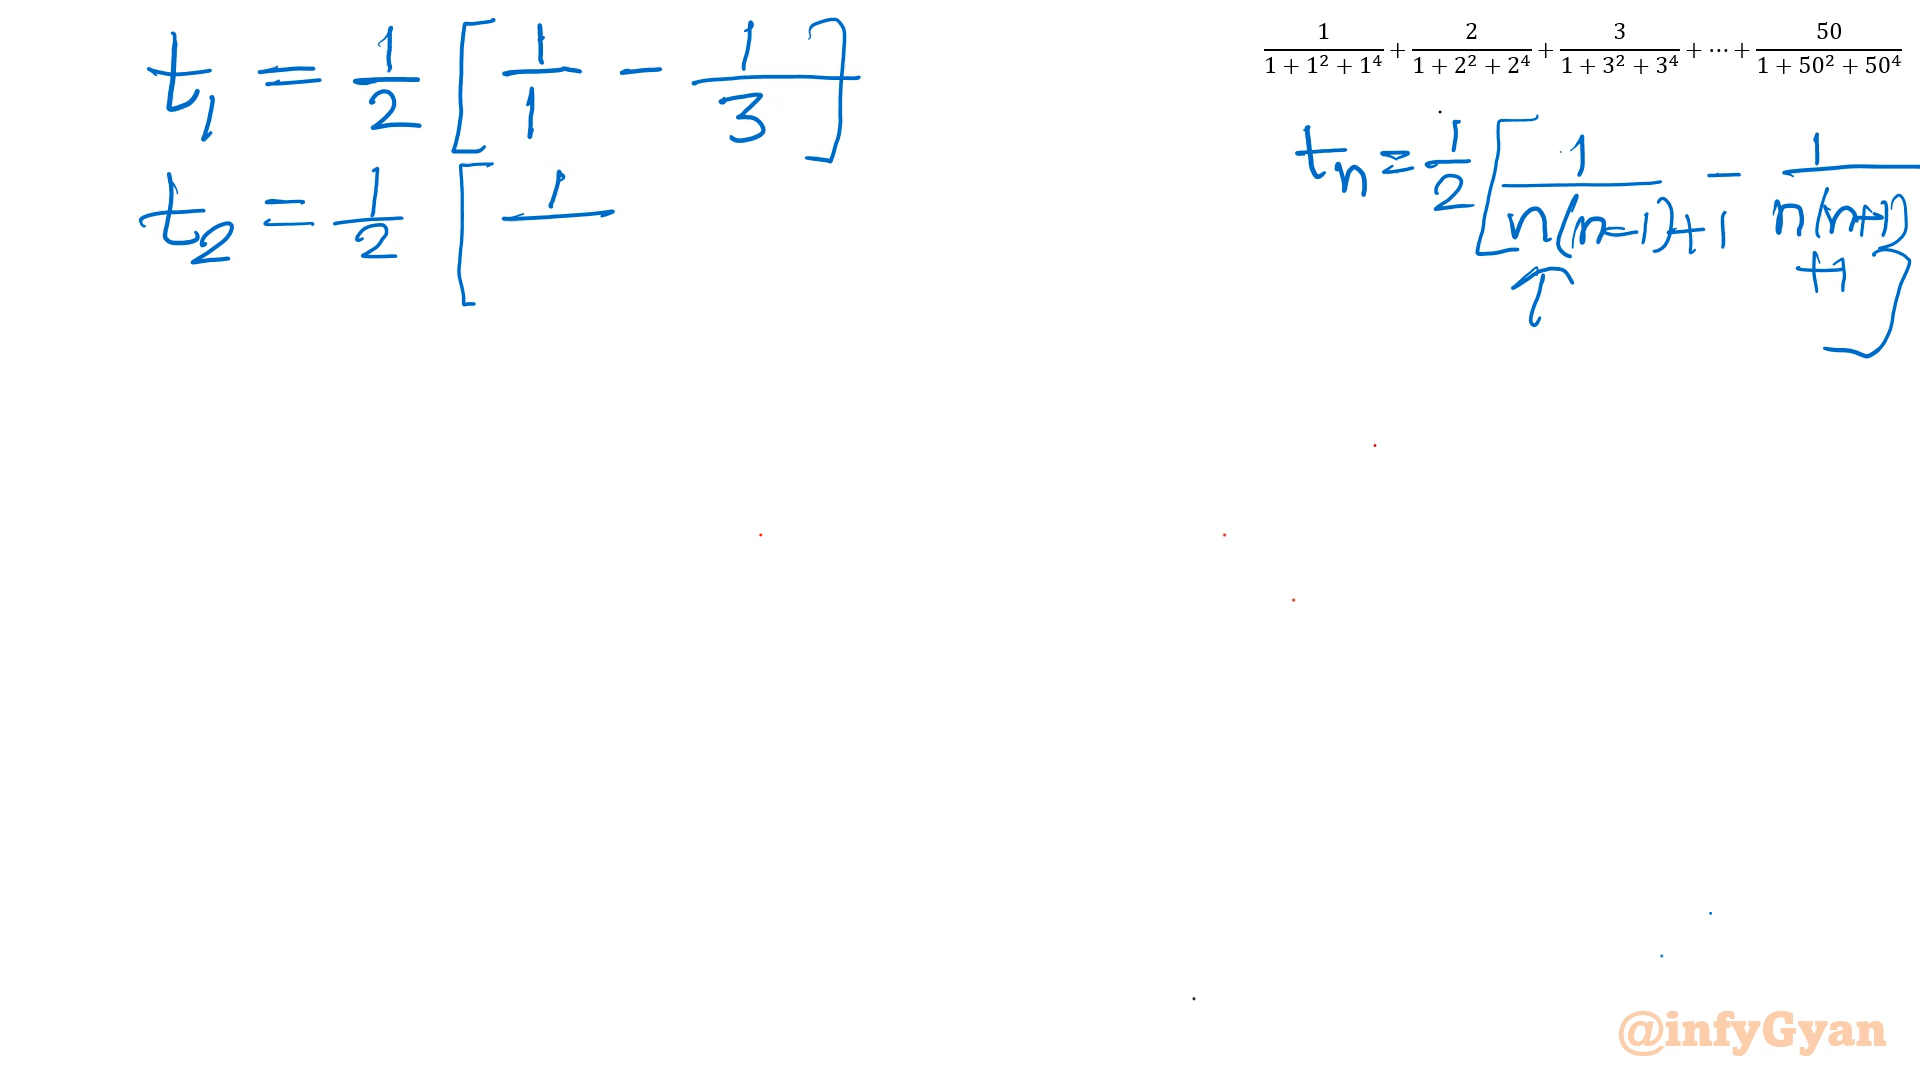 t₁ = 1/2 [ 1/1 − 1/3 ]
t₂ = 1/2 [ 1/
1/(1 + 1² + 1⁴) + 2/(1 + 2² + 2⁴) + 3/(1 + 3² + 3⁴) + ⋯ + 50/(1 + 50² + 50⁴)
tₙ = 1/2 [ 1/(n(n−1)+1) − 1/(n(n+1)+1) ]
@infyGyan